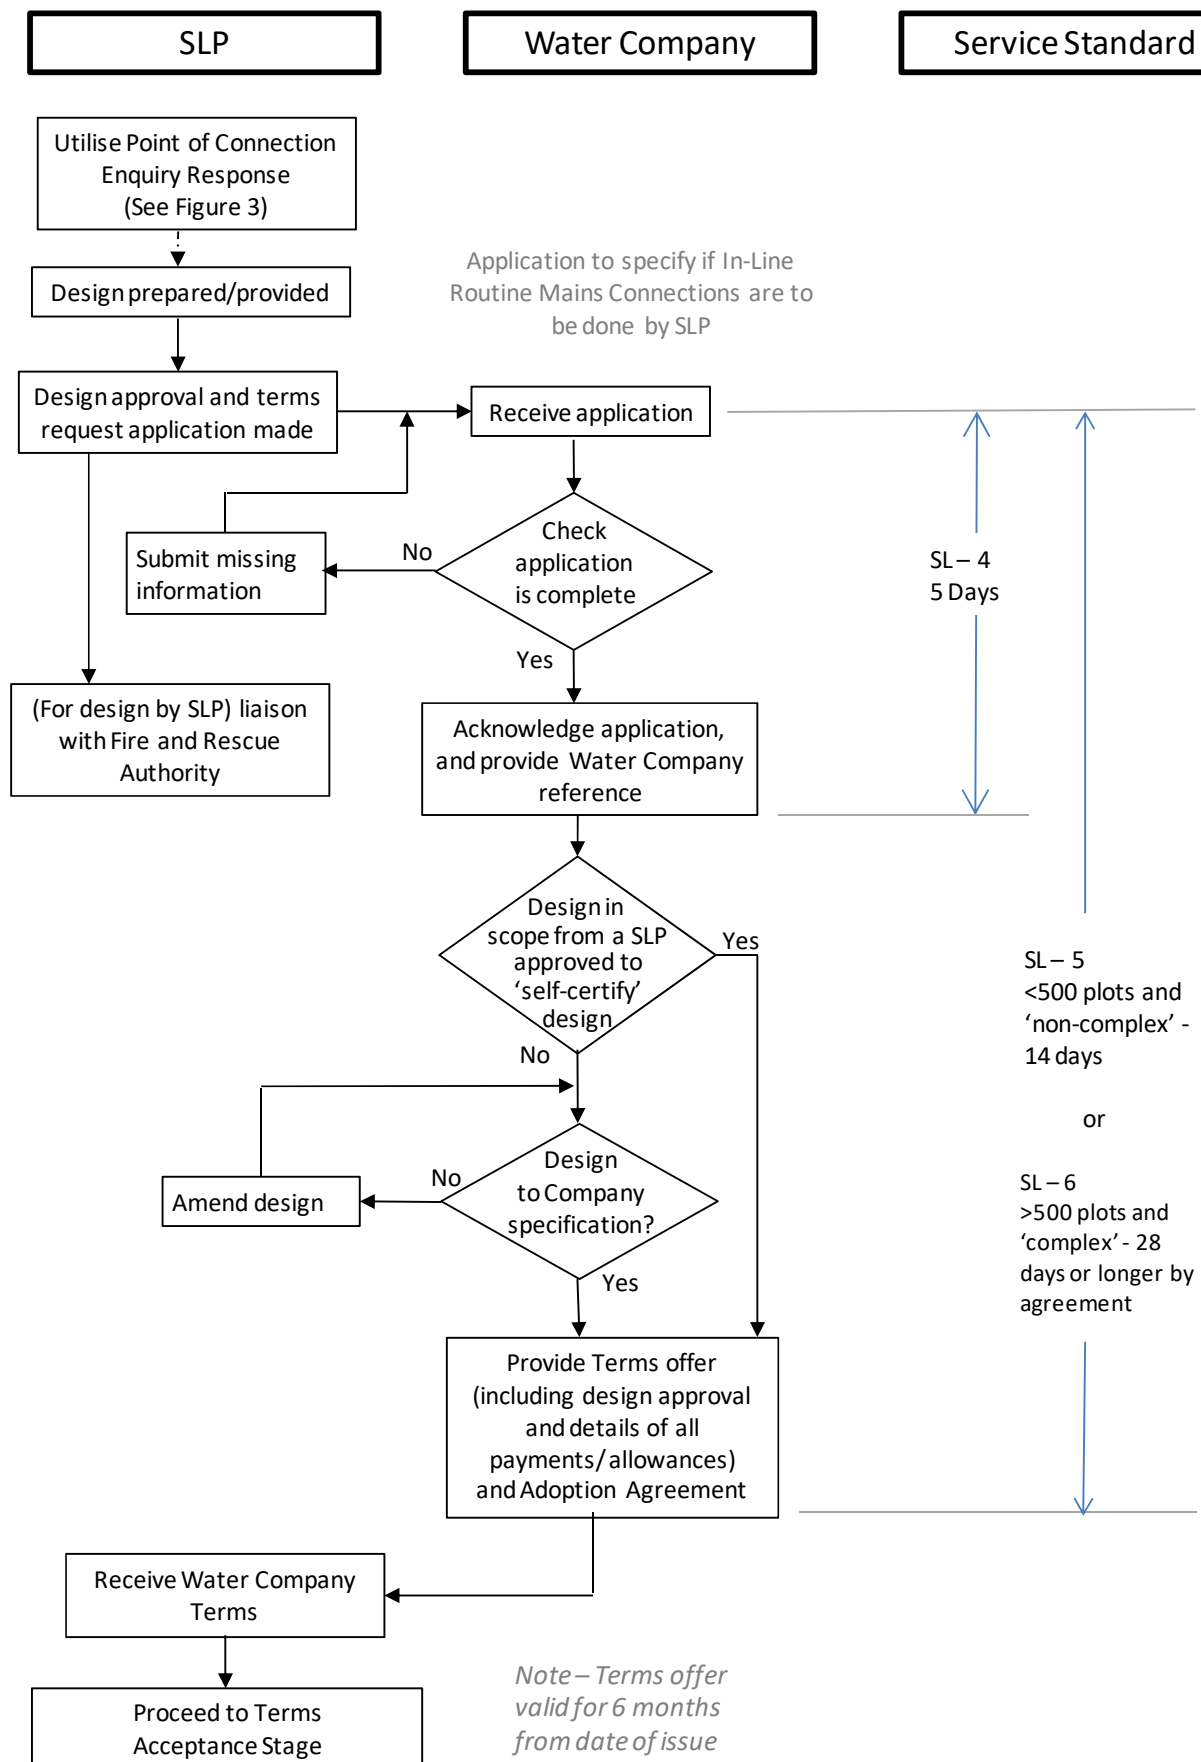 SLP
Water Company
Service Standard
Utilise Point of Connection
Enquiry Response
(See Figure 3)
Design prepared/provided
Application to specify if In-Line
Routine Mains Connections are to
be done by SLP
Design approval and terms
request application made
Receive application
Check
application
is complete
No
Submit missing
information
SL – 4
5 Days
Yes
(For design by SLP) liaison
with Fire and Rescue
Authority
Acknowledge application,
and provide Water Company
reference
Design in
scope from a SLP
approved to
‘self-certify’
design
Yes
No
SL – 5
<500 plots and
‘non-complex’ -
14 days
or
SL – 6
>500 plots and
‘complex’ - 28
days or longer by
agreement
Design
to Company
specification?
No
Amend design
Yes
Provide Terms offer
(including design approval
and details of all
payments/allowances)
and Adoption Agreement
Receive Water Company
Terms
Proceed to Terms
Acceptance Stage
Note – Terms offer
valid for 6 months
from date of issue